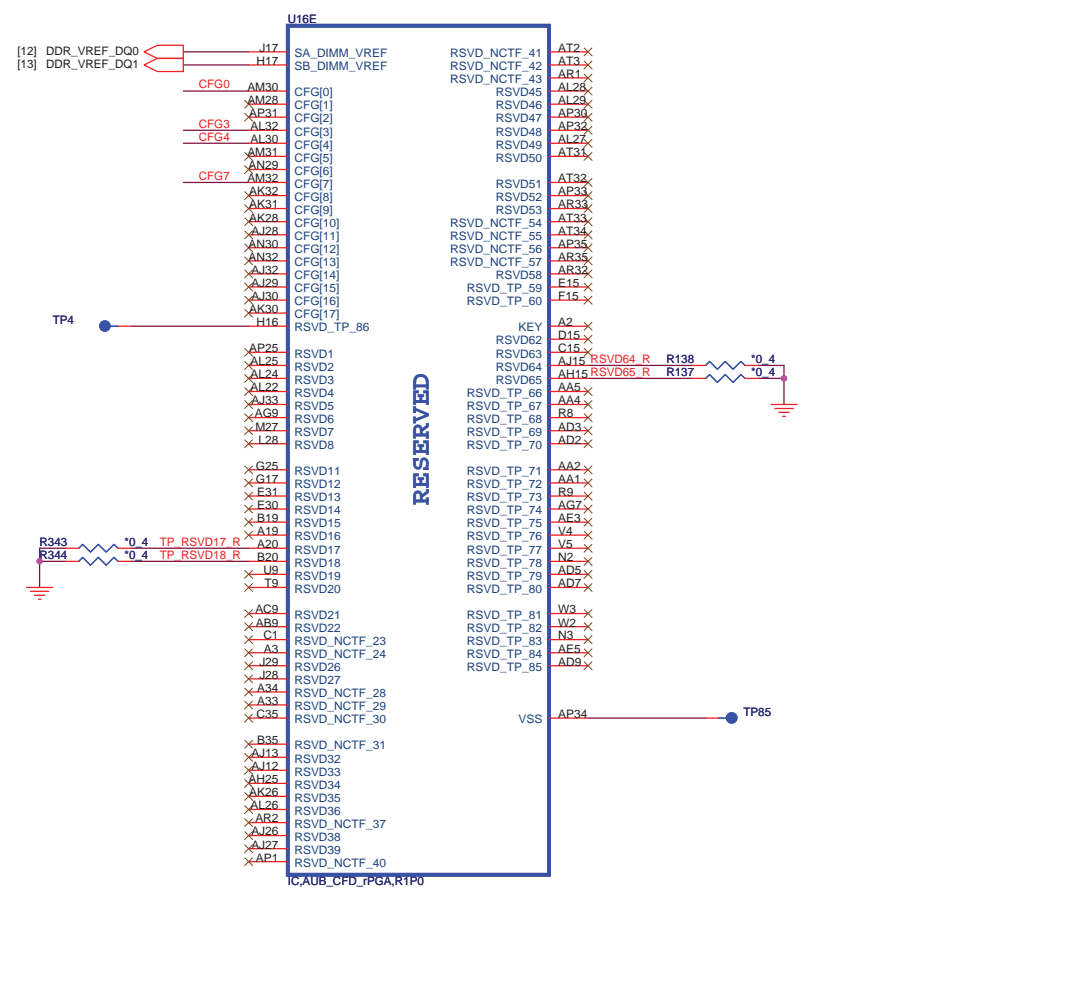 U16E
[12] DDR_VREF_DQ0 J17 SA_DIMM_VREF RSVD_NCTF_41 AT2
[13] DDR_VREF_DQ1 H17 SB_DIMM_VREF RSVD_NCTF_42 AT3
RSVD_NCTF_43 AR1
CFG0 AM30 CFG[0] RSVD45 AL28
AM28 CFG[1] RSVD46 AL29
AP31 CFG[2] RSVD47 AP30
CFG3 AL32 CFG[3] RSVD48 AP32
CFG4 AL30 CFG[4] RSVD49 AL27
AM31 CFG[5] RSVD50 AT31
AN29 CFG[6]
CFG7 AM32 CFG[7] RSVD51 AT32
AK32 CFG[8] RSVD52 AP33
AK31 CFG[9] RSVD53 AR33
AK28 CFG[10] RSVD_NCTF_54 AT33
AJ28 CFG[11] RSVD_NCTF_55 AT34
AN30 CFG[12] RSVD_NCTF_56 AP35
AN32 CFG[13] RSVD_NCTF_57 AR35
AJ32 CFG[14] RSVD58 AR32
AJ29 CFG[15] RSVD_TP_59 E15
AJ30 CFG[16] RSVD_TP_60 F15
AK30 CFG[17]
TP4 H16 RSVD_TP_86 KEY A2
RSVD62 D15
AP25 RSVD1 RSVD63 C15
AL25 RSVD2 RSVD64 AJ15 RSVD64_R R138 *0_4
AL24 RSVD3 RSVD65 AH15 RSVD65_R R137 *0_4
AL22 RSVD4 RSVD_TP_66 AA5
AJ33 RSVD5 RSVD_TP_67 AA4
AG9 RSVD6 RSVD_TP_68 R8
M27 RSVD7 RSVD_TP_69 AD3
L28 RSVD8 RSVD_TP_70 AD2
RESERVED
G25 RSVD11 RSVD_TP_71 AA2
G17 RSVD12 RSVD_TP_72 AA1
E31 RSVD13 RSVD_TP_73 R9
E30 RSVD14 RSVD_TP_74 AG7
B19 RSVD15 RSVD_TP_75 AE3
A19 RSVD16 RSVD_TP_76 V4
R343 *0_4 TP_RSVD17_R A20 RSVD17 RSVD_TP_77 V5
R344 *0_4 TP_RSVD18_R B20 RSVD18 RSVD_TP_78 N2
U9 RSVD19 RSVD_TP_79 AD5
T9 RSVD20 RSVD_TP_80 AD7
AC9 RSVD21 RSVD_TP_81 W3
AB9 RSVD22 RSVD_TP_82 W2
C1 RSVD_NCTF_23 RSVD_TP_83 N3
A3 RSVD_NCTF_24 RSVD_TP_84 AE5
J29 RSVD26 RSVD_TP_85 AD9
J28 RSVD27
A34 RSVD_NCTF_28
A33 RSVD_NCTF_29
C35 RSVD_NCTF_30 VSS AP34 TP85
B35 RSVD_NCTF_31
AJ13 RSVD32
AJ12 RSVD33
AH25 RSVD34
AK26 RSVD35
AL26 RSVD36
AR2 RSVD_NCTF_37
AJ26 RSVD38
AJ27 RSVD39
AP1 RSVD_NCTF_40
IC,AUB_CFD_rPGA,R1P0